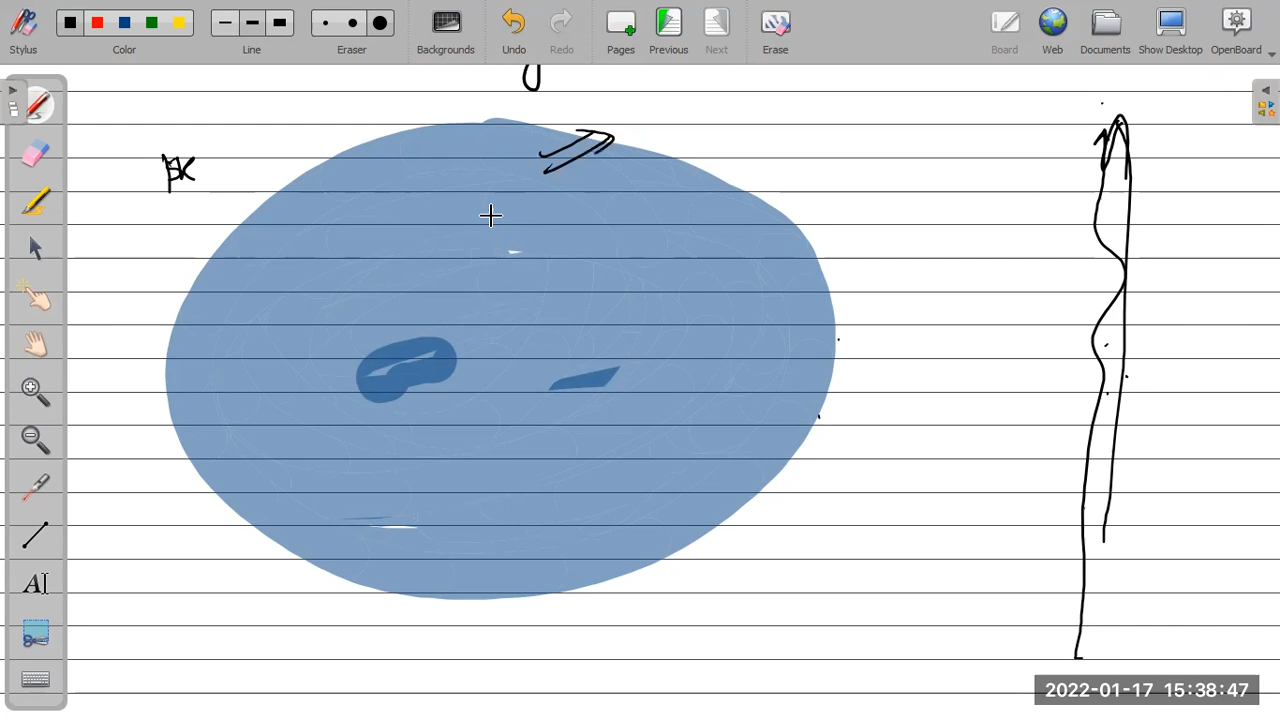 Stylus Color Line Eraser Backgrounds Undo Redo Pages Previous Next Erase Board Web Documents Show Desktop OpenBoard
2022-01-17 15:38:47